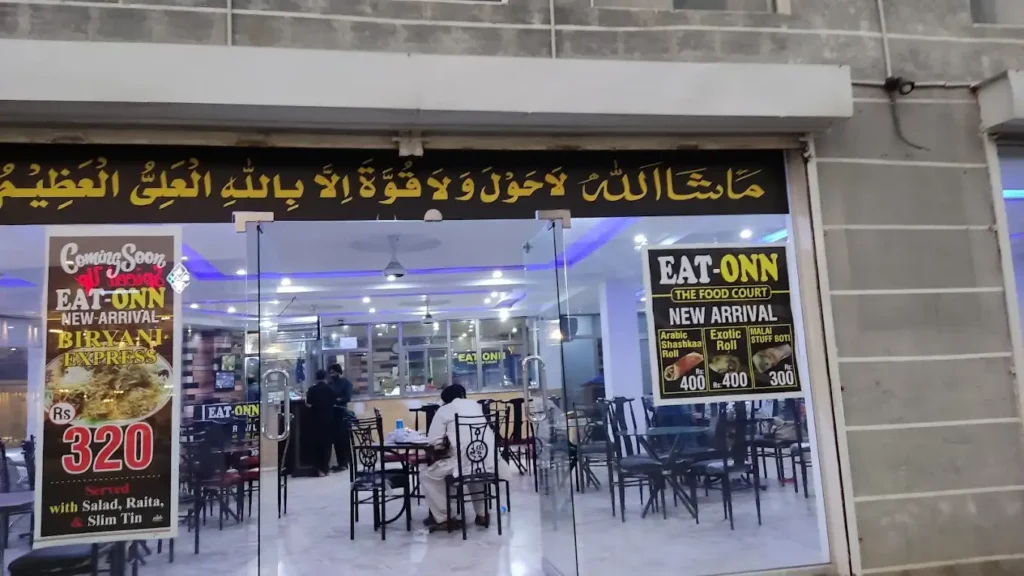 مَاشَاَاللّٰه لَاحَوْلَ وَلَا قُوَّةَ اِلَّا بِاللّٰهِ الْعَلِىُّ الْعَظِيْمُ
Coming Soon
EAT-ONN
NEW ARRIVAL
BIRYANI
EXPRESS
Rs
320
Served
with Salad, Raita,
& Slim Tin
EAT-ONN
EAT-ONN
EAT-ONN
THE FOOD COURT
NEW ARRIVAL
Arabic
Shashkaa
Roll
Rs:
400
Exotic
Roll
Rs:
400
MALAI
STUFF BOTI
Rs:
300